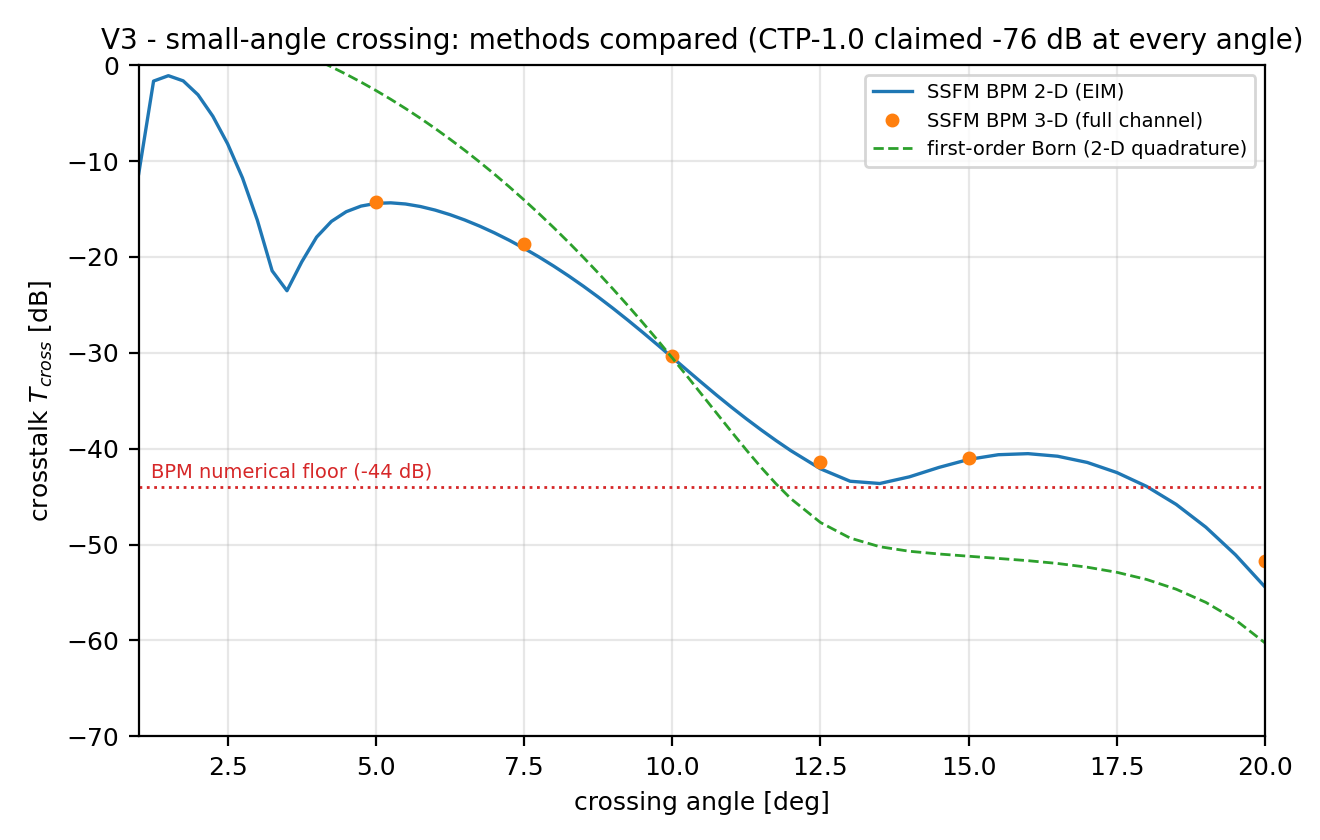 V3 - small-angle crossing: methods compared (CTP-1.0 claimed -76 dB at every angle)
SSFM BPM 2-D (EIM)
SSFM BPM 3-D (full channel)
first-order Born (2-D quadrature)
0
−10
−20
−30
−40
−50
−60
−70
crosstalk T_cross [dB]
BPM numerical floor (-44 dB)
2.5
5.0
7.5
10.0
12.5
15.0
17.5
20.0
crossing angle [deg]